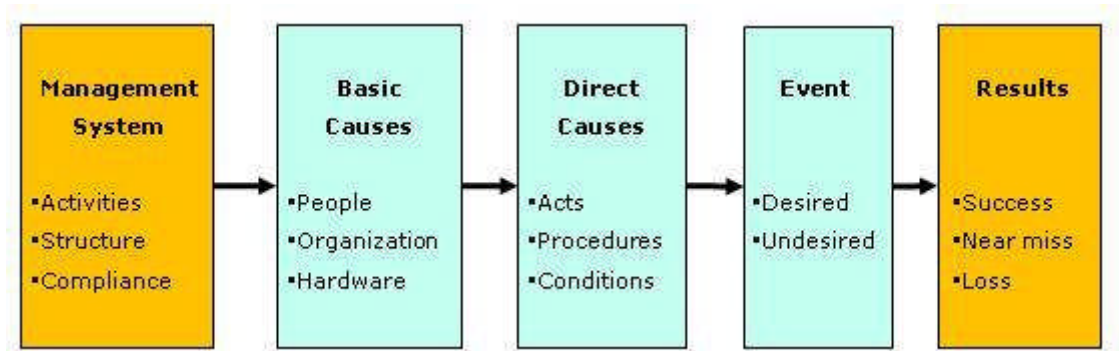 Management
System
▪Activities
▪Structure
▪Compliance
Basic
Causes
▪People
▪Organization
▪Hardware
Direct
Causes
▪Acts
▪Procedures
▪Conditions
Event
▪Desired
▪Undesired
Results
▪Success
▪Near miss
▪Loss